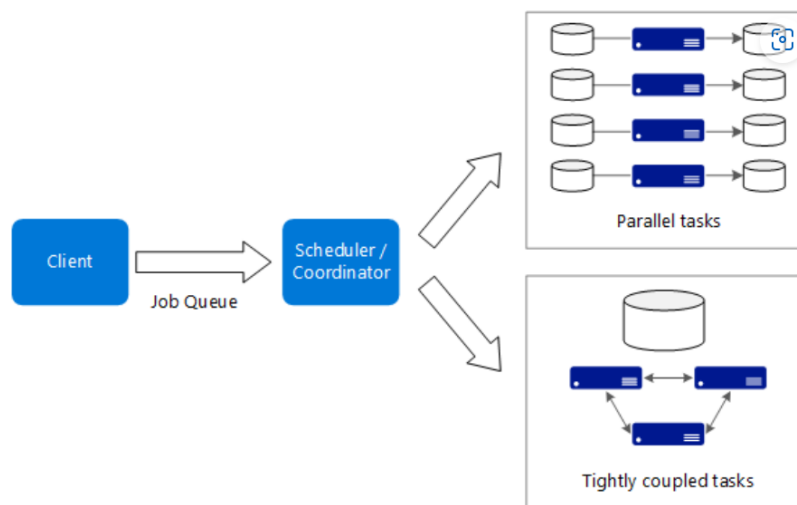 Client
Job Queue
Scheduler /
Coordinator
Parallel tasks
Tightly coupled tasks